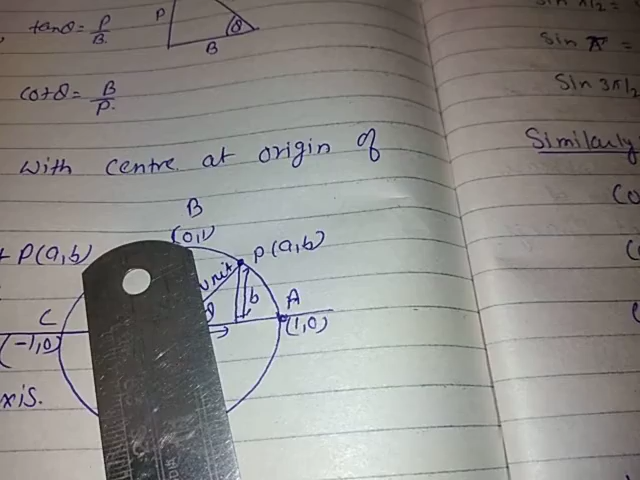 tanθ = P/B
P
θ
B
cotθ = B/P
with centre at origin of
B
(0,1)
P(a,b)
P(a,b)
unit
b
θ
C
A
(-1,0)
(1,0)
xis.
sin π/2 =
sin π =
sin 3π/2
Similarly